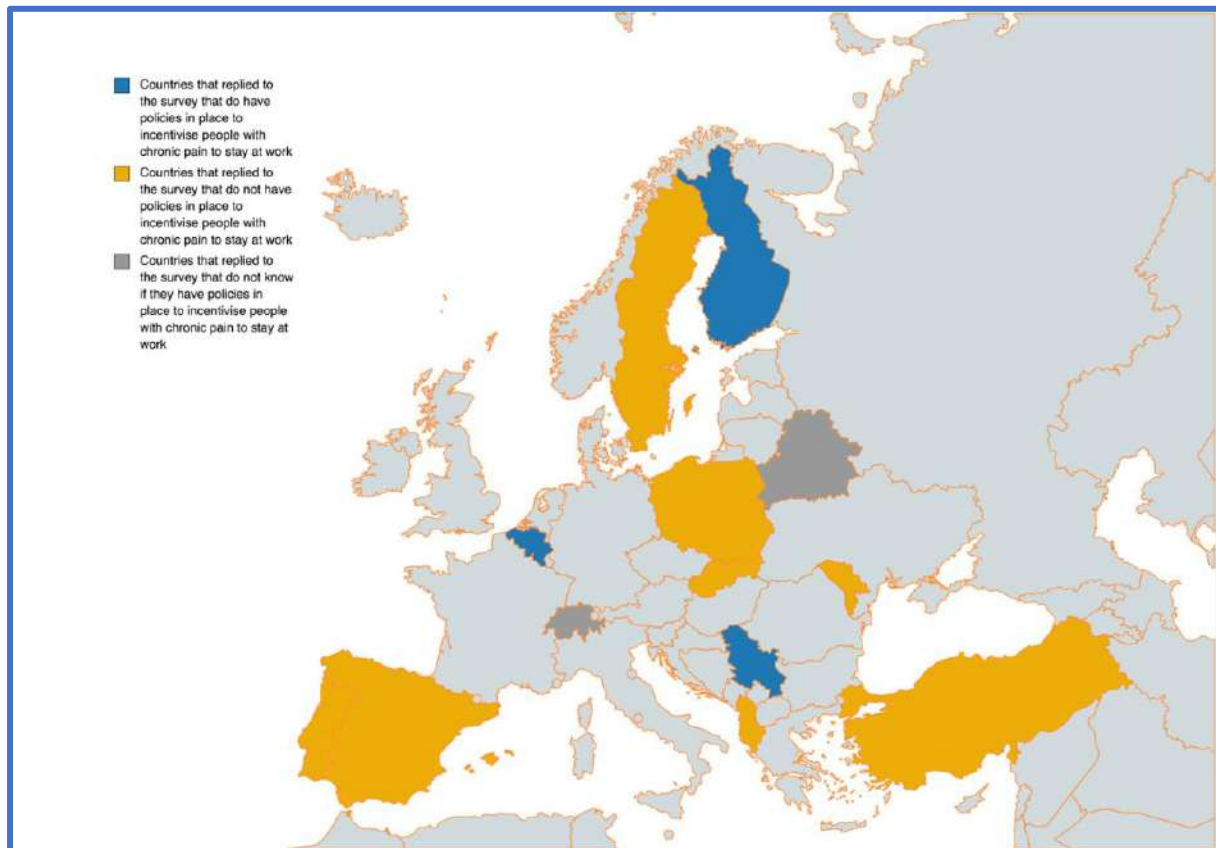 Countries that replied to
the survey that do have
policies in place to
incentivise people with
chronic pain to stay at work
Countries that replied to
the survey that do not have
policies in place to
incentivise people with
chronic pain to stay at work
Countries that replied to
the survey that do not know
if they have policies in
place to incentivise people
with chronic pain to stay at
work